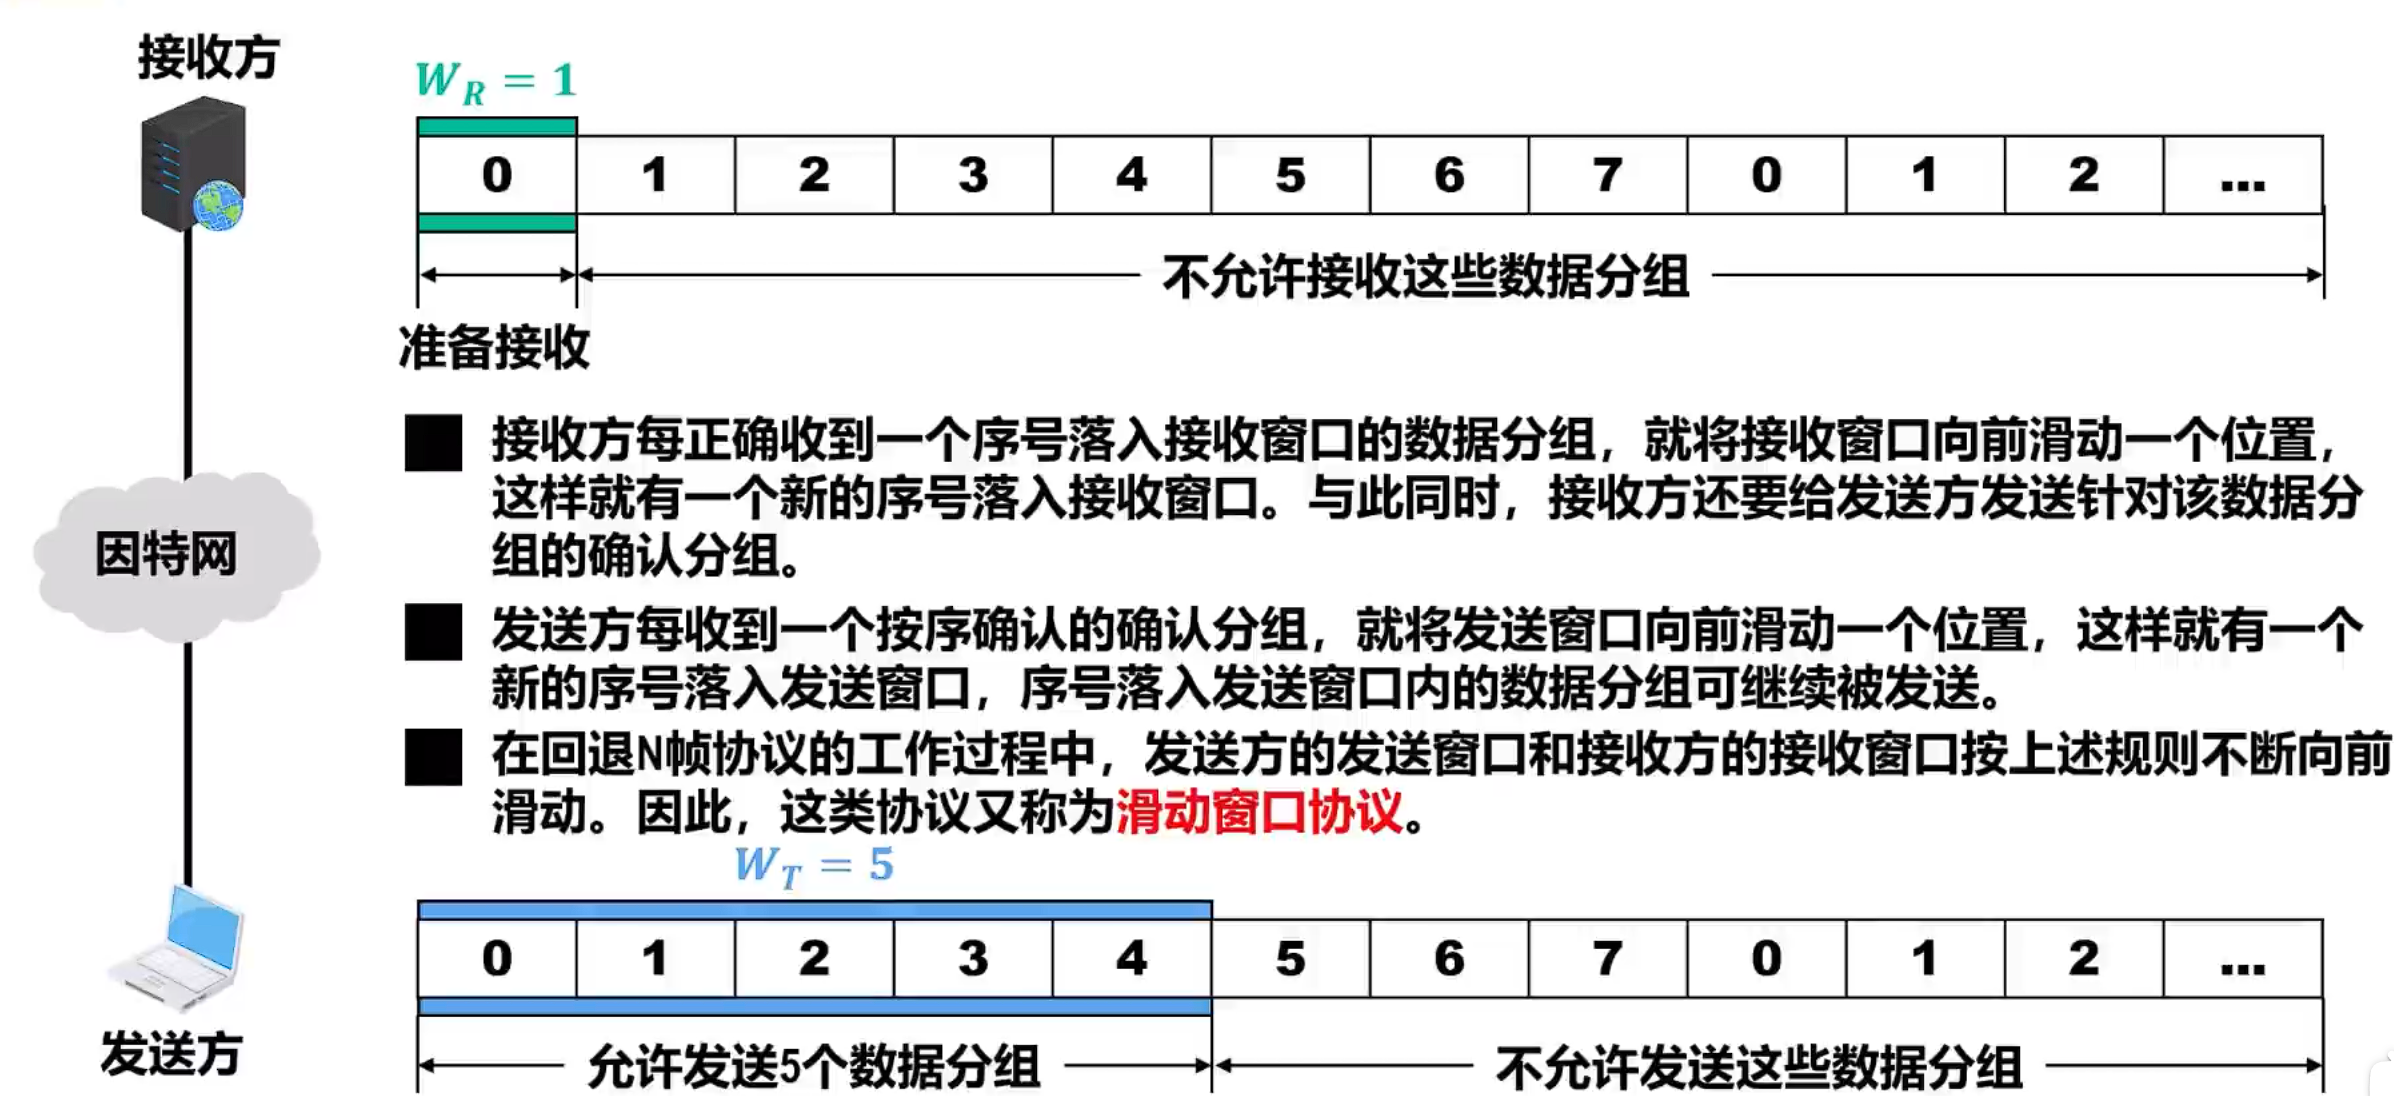 接收方
W_R = 1
0 1 2 3 4 5 6 7 0 1 2 ...
不允许接收这些数据分组
准备接收
接收方每正确收到一个序号落入接收窗口的数据分组，就将接收窗口向前滑动一个位置，
这样就有一个新的序号落入接收窗口。与此同时，接收方还要给发送方发送针对该数据分
组的确认分组。
因特网
发送方每收到一个按序确认的确认分组，就将发送窗口向前滑动一个位置，这样就有一个
新的序号落入发送窗口，序号落入发送窗口内的数据分组可继续被发送。
在回退N帧协议的工作过程中，发送方的发送窗口和接收方的接收窗口按上述规则不断向前
滑动。因此，这类协议又称为滑动窗口协议。
W_T = 5
0 1 2 3 4 5 6 7 0 1 2 ...
发送方
允许发送5个数据分组
不允许发送这些数据分组